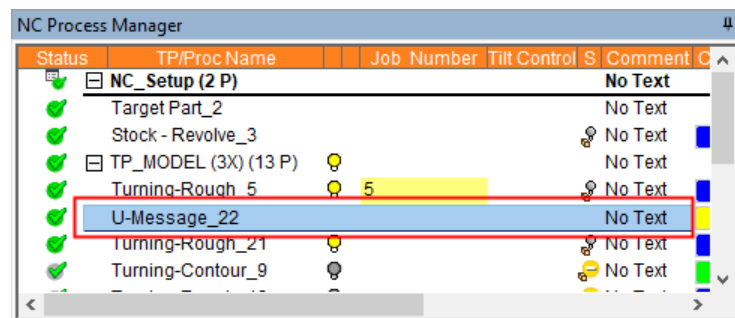 NC Process Manager
Status TP/Proc Name Job Number Tilt Control S Comment C
NC_Setup (2 P) No Text
Target Part_2 No Text
Stock - Revolve_3 No Text
TP_MODEL (3X) (13 P) No Text
Turning-Rough_5 5 No Text
U-Message_22 No Text
Turning-Rough_21 No Text
Turning-Contour_9 No Text